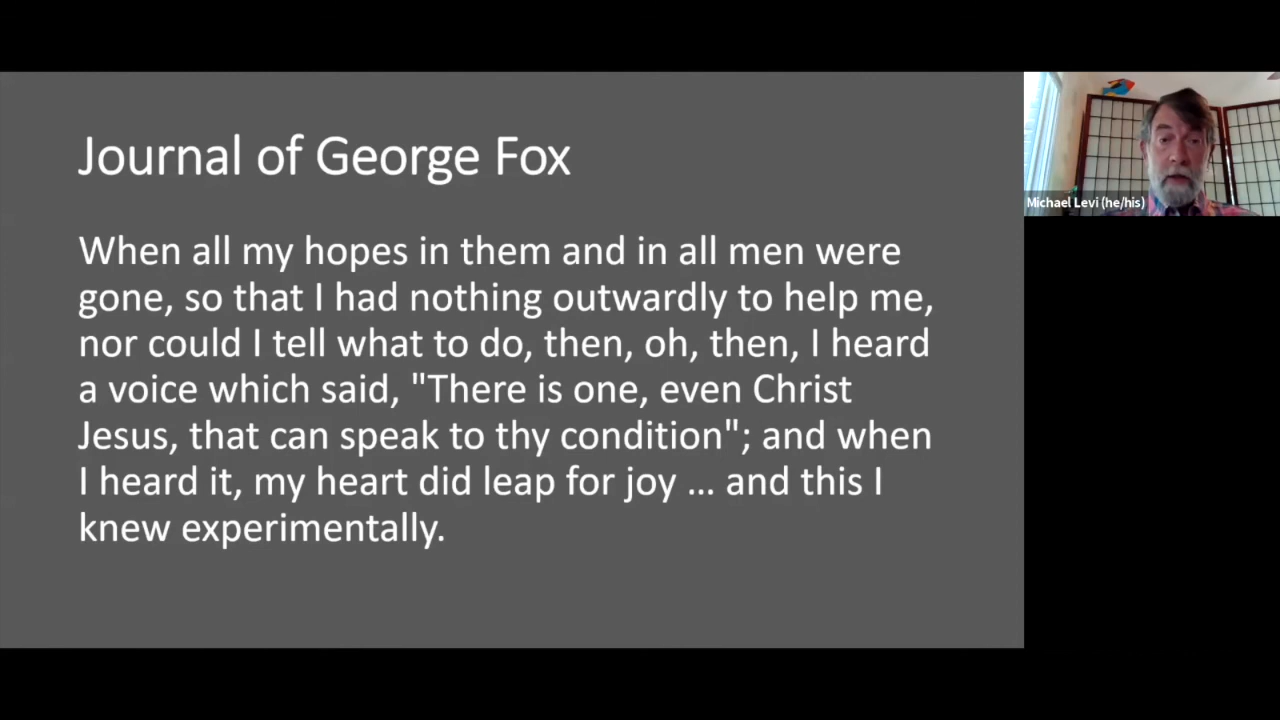 Journal of George Fox
When all my hopes in them and in all men were
gone, so that I had nothing outwardly to help me,
nor could I tell what to do, then, oh, then, I heard
a voice which said, "There is one, even Christ
Jesus, that can speak to thy condition"; and when
I heard it, my heart did leap for joy ... and this I
knew experimentally.
Michael Levi (he/his)